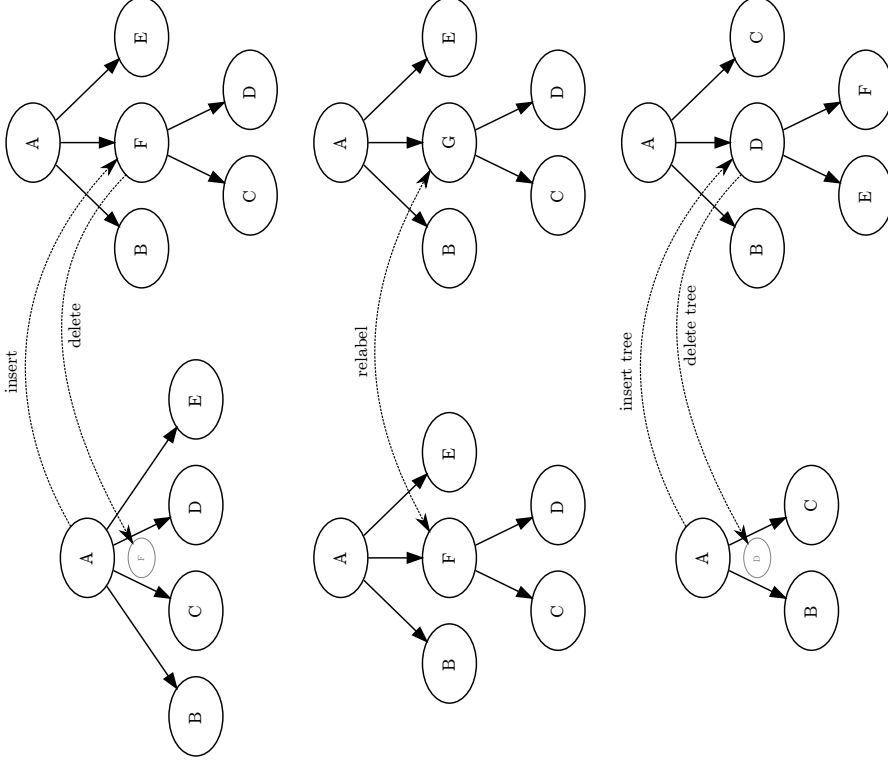 insert
A
delete
A
F B F E
B C D E
C D
A A
relabel
B F E B G E
C D C D
insert tree
A
delete tree
A
D B D C
B C
E F